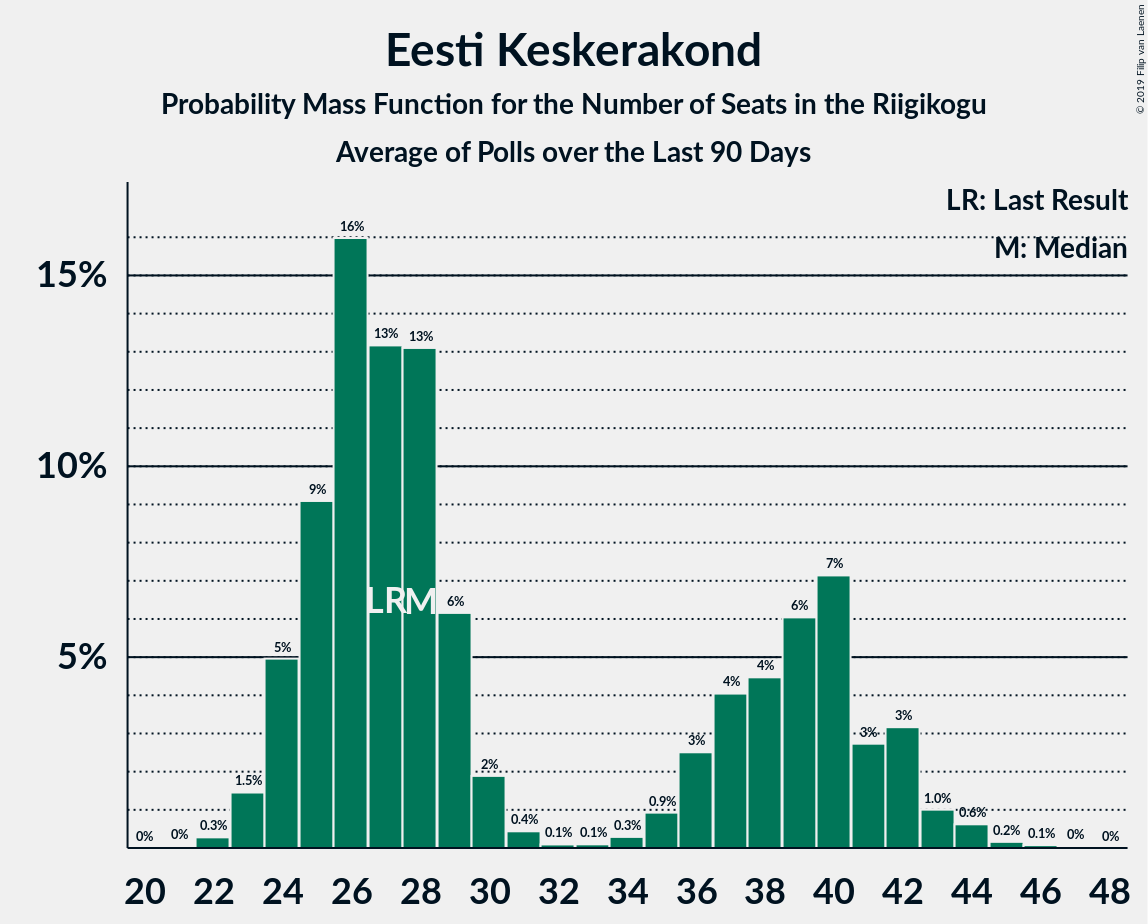 Eesti Keskerakond
Probability Mass Function for the Number of Seats in the Riigikogu
Average of Polls over the Last 90 Days
© 2019 Filip van Laenen
LR: Last Result
M: Median
15%
10%
5%
0% 0% 0.3% 1.5% 5% 9% 16% 13% 13% 6% 2% 0.4% 0.1% 0.1% 0.3% 0.9% 3% 4% 4% 6% 7% 3% 3% 1.0% 0.6% 0.2% 0.1% 0% 0%
LR M
20 22 24 26 28 30 32 34 36 38 40 42 44 46 48